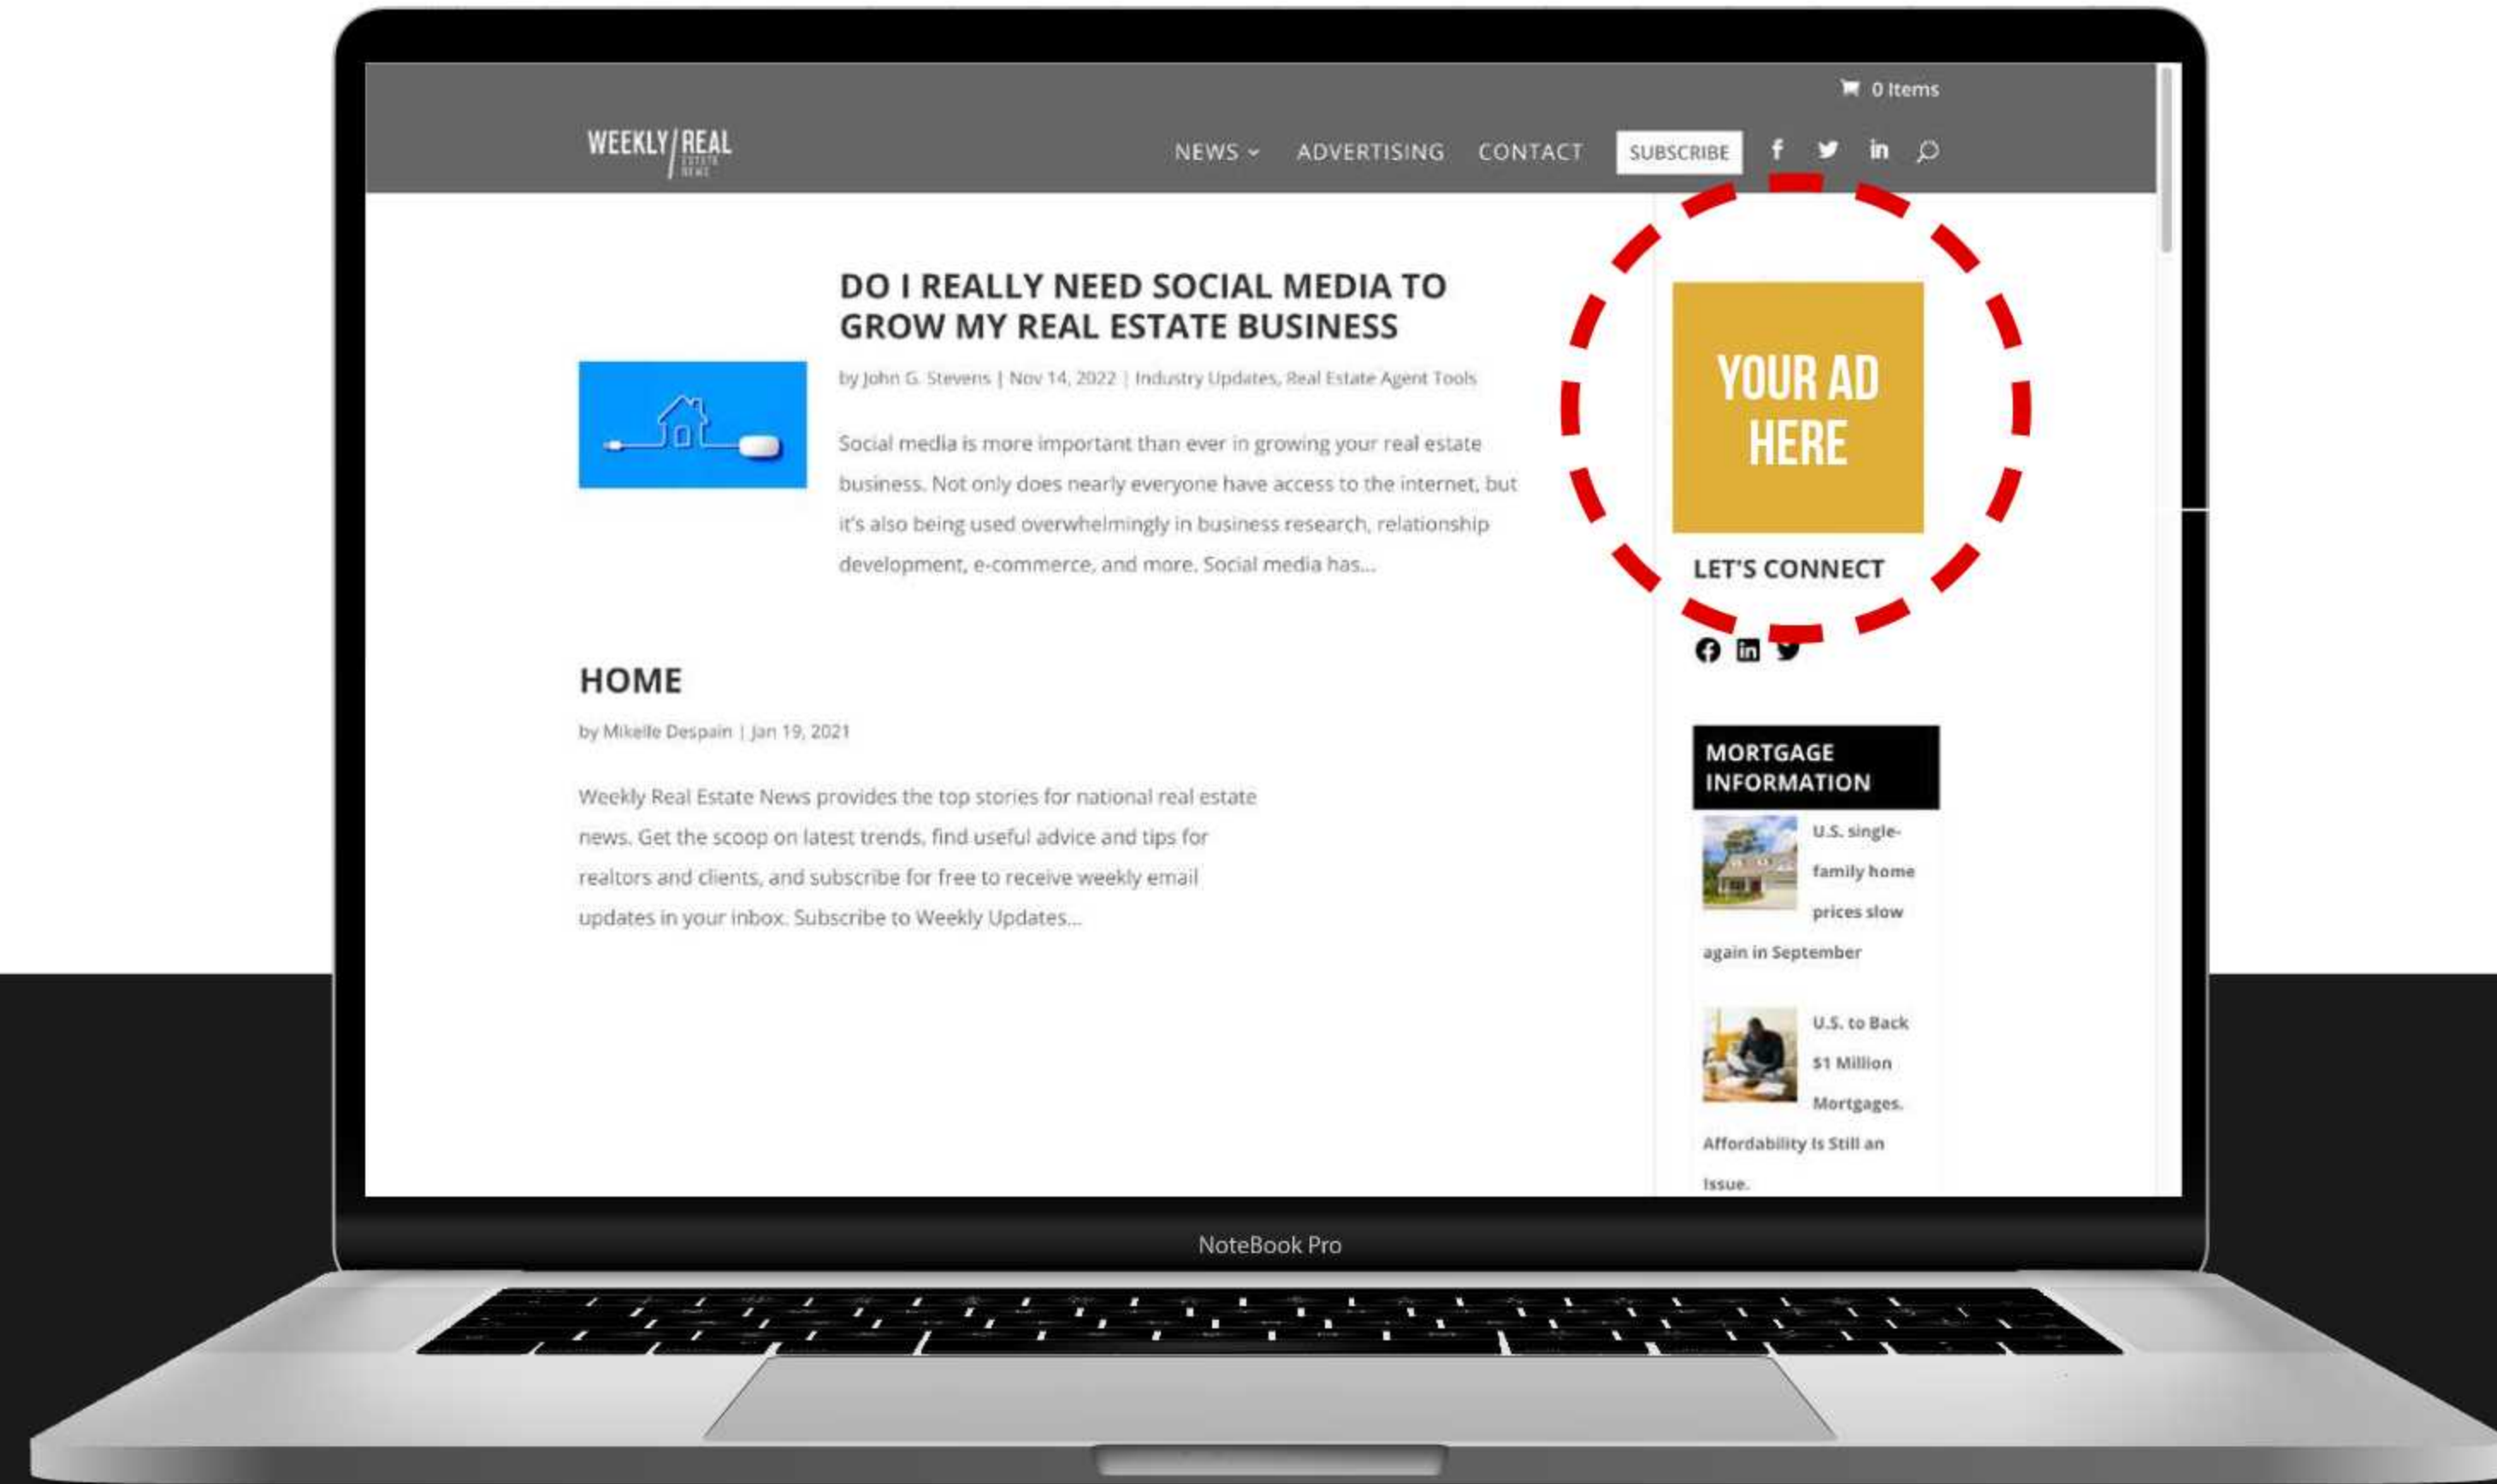 0 Items
WEEKLY/REAL
ESTATE
NEWS
NEWS
ADVERTISING
CONTACT
SUBSCRIBE
DO I REALLY NEED SOCIAL MEDIA TO
GROW MY REAL ESTATE BUSINESS
by John G. Stevens | Nov 14, 2022 | Industry Updates, Real Estate Agent Tools
Social media is more important than ever in growing your real estate
business. Not only does nearly everyone have access to the internet, but
it's also being used overwhelmingly in business research, relationship
development, e-commerce, and more. Social media has...
HOME
by Mikelle Despain | Jan 19, 2021
Weekly Real Estate News provides the top stories for national real estate
news. Get the scoop on latest trends, find useful advice and tips for
realtors and clients, and subscribe for free to receive weekly email
updates in your inbox. Subscribe to Weekly Updates...
YOUR AD
HERE
LET'S CONNECT
MORTGAGE
INFORMATION
U.S. single-
family home
prices slow
again in September
U.S. to Back
$1 Million
Mortgages.
Affordability Is Still an
Issue.
NoteBook Pro